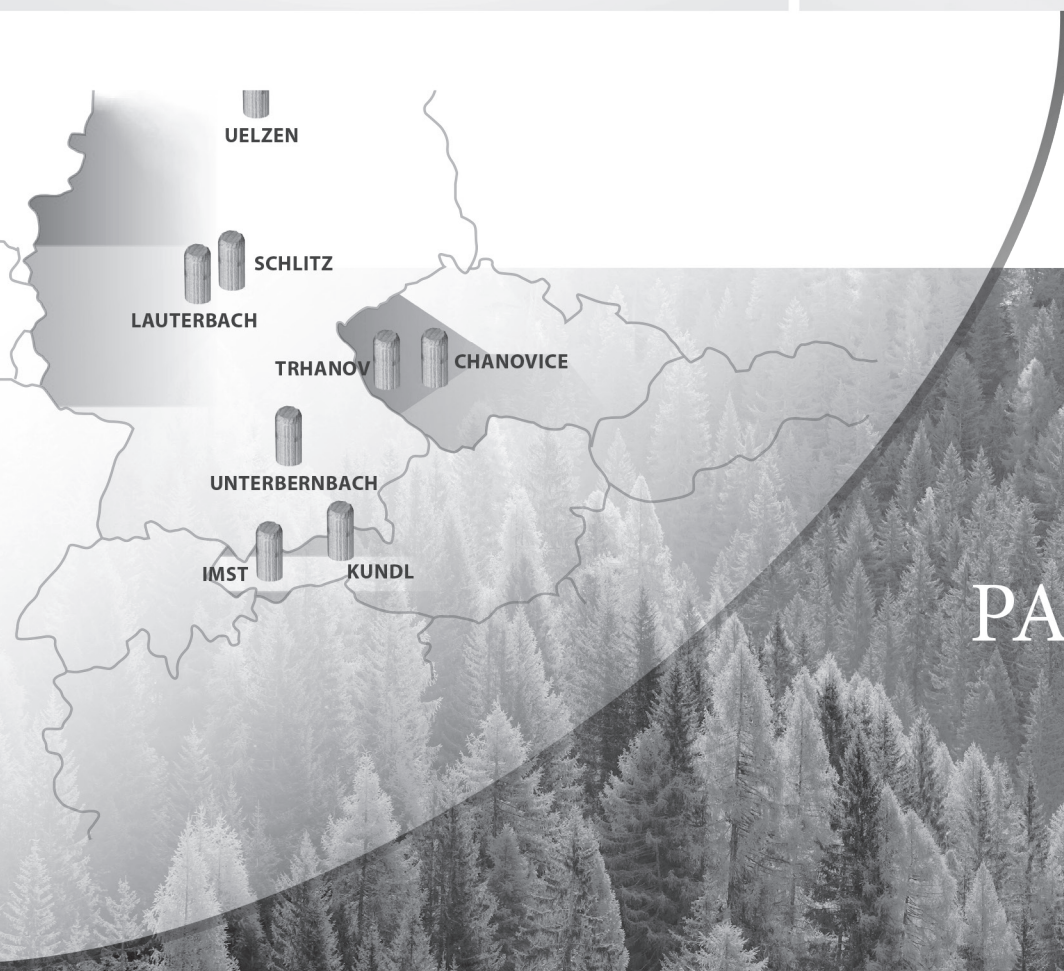 UELZEN
SCHLITZ
LAUTERBACH
TRHANOV
CHANOVICE
UNTERBERNBACH
IMST
KUNDL
PA